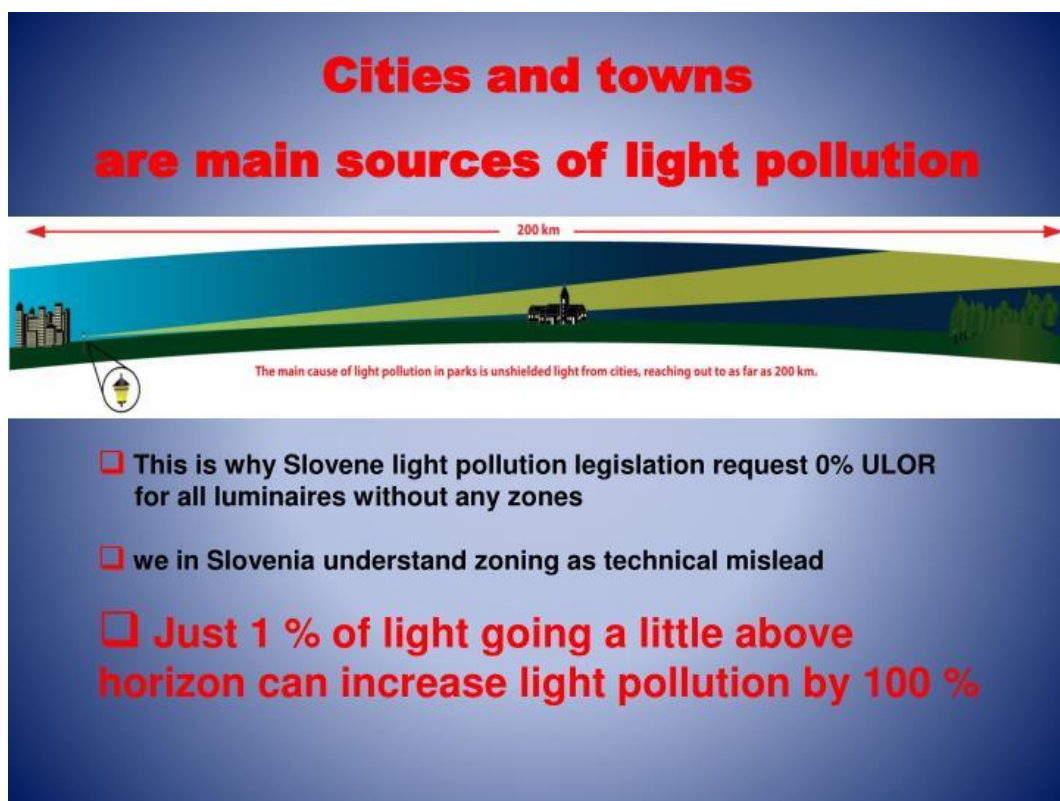 Cities and towns
are main sources of light pollution
200 km
The main cause of light pollution in parks is unshielded light from cities, reaching out to as far as 200 km.
This is why Slovene light pollution legislation request 0% ULOR
for all luminaires without any zones
we in Slovenia understand zoning as technical mislead
Just 1 % of light going a little above
horizon can increase light pollution by 100 %